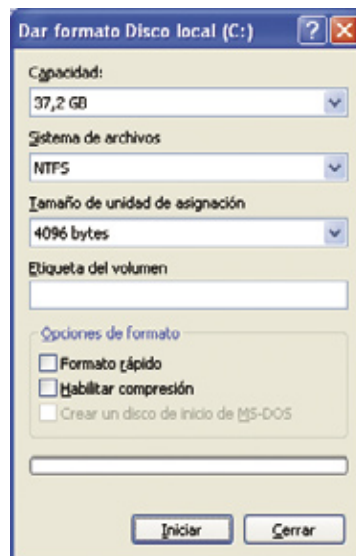 Dar formato Disco local (C:)
Capacidad:
37,2 GB
Sistema de archivos
NTFS
Tamaño de unidad de asignación
4096 bytes
Etiqueta del volumen
Opciones de formato
Formato rápido
Habilitar compresión
Crear un disco de inicio de MS-DOS
Iniciar Cerrar